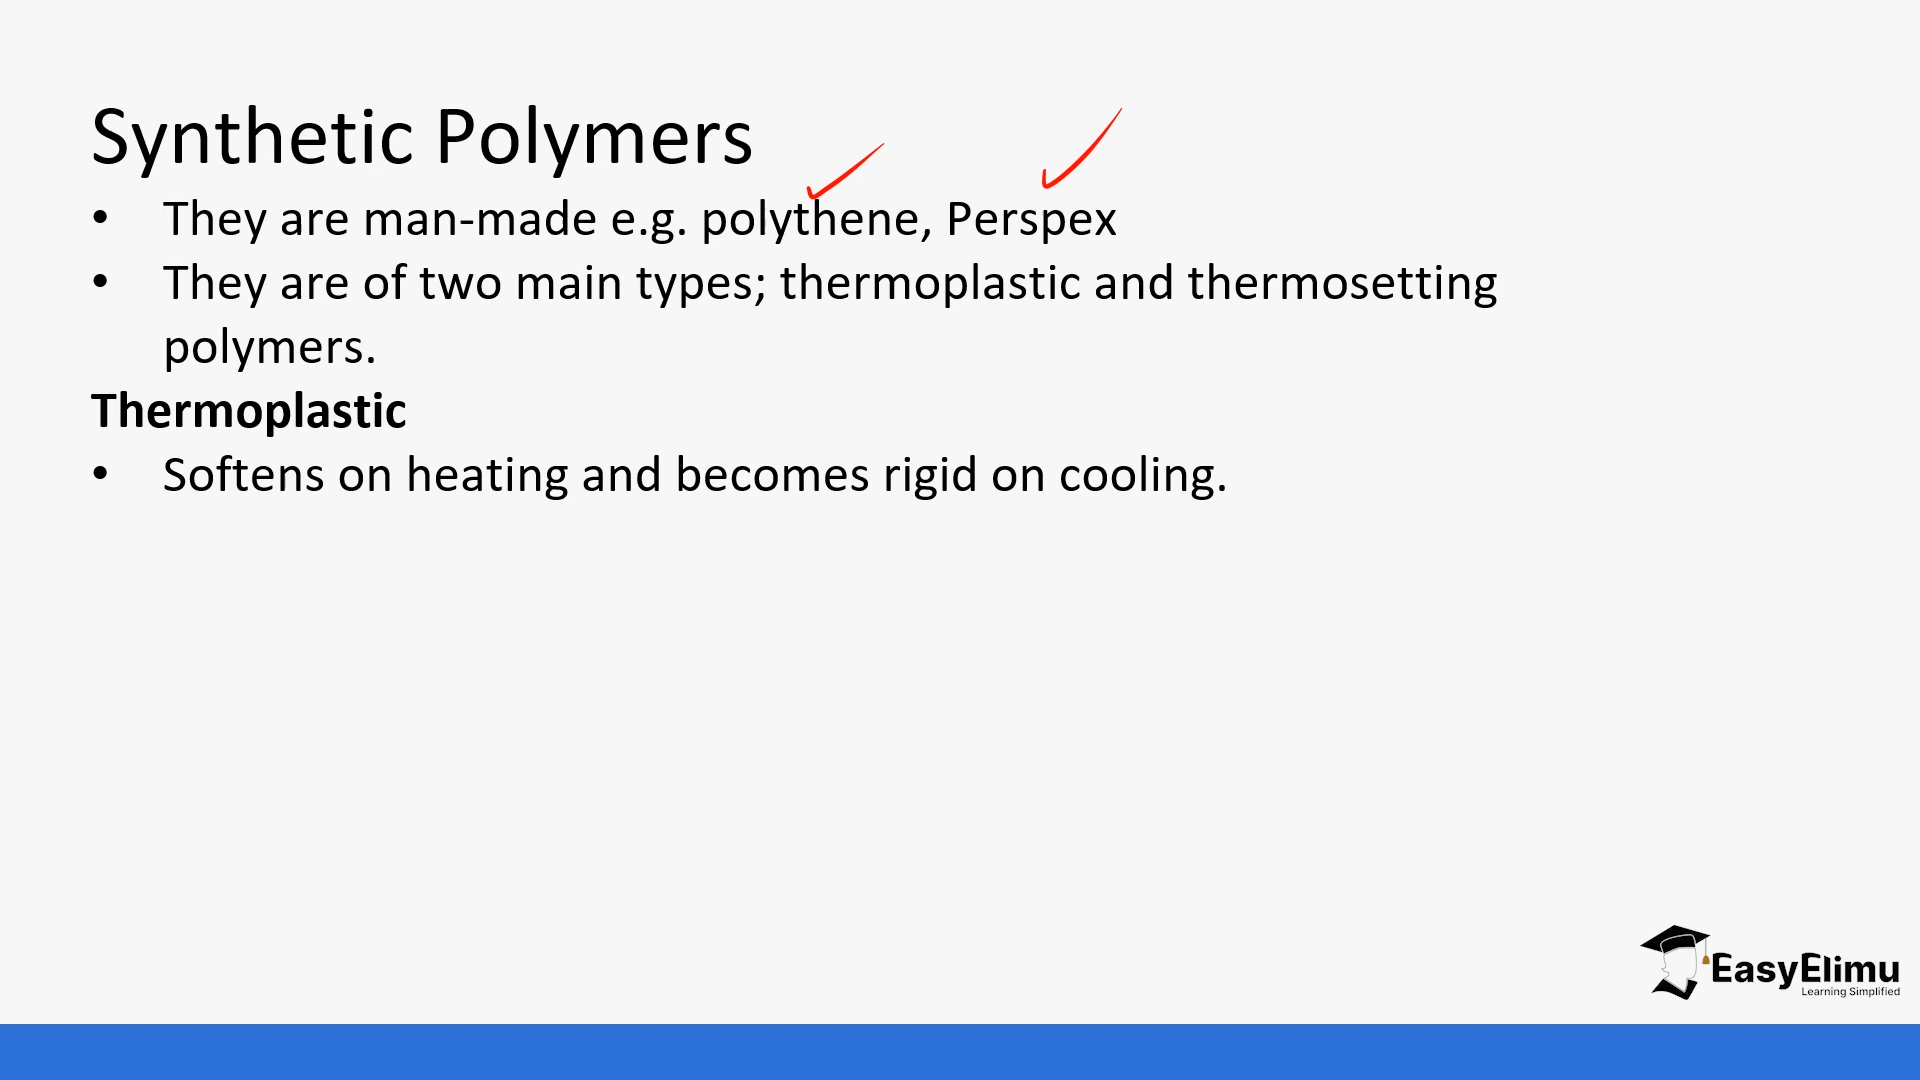 Synthetic Polymers
• They are man-made e.g. polythene, Perspex
• They are of two main types; thermoplastic and thermosetting
polymers.
Thermoplastic
• Softens on heating and becomes rigid on cooling.
EasyElimu
Learning Simplified